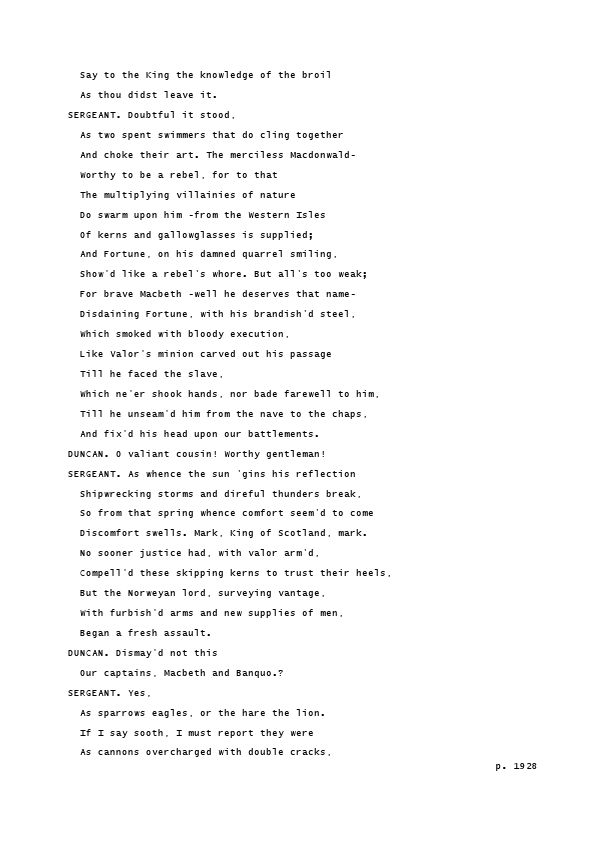 Say to the King the knowledge of the broil
As thou didst leave it.
SERGEANT. Doubtful it stood,
As two spent swimmers that do cling together
And choke their art. The merciless Macdonwald-
Worthy to be a rebel, for to that
The multiplying villainies of nature
Do swarm upon him -from the Western Isles
Of kerns and gallowglasses is supplied;
And Fortune, on his damned quarrel smiling,
Show'd like a rebel's whore. But all's too weak;
For brave Macbeth -well he deserves that name-
Disdaining Fortune, with his brandish'd steel,
Which smoked with bloody execution,
Like Valor's minion carved out his passage
Till he faced the slave,
Which ne'er shook hands, nor bade farewell to him,
Till he unseam'd him from the nave to the chaps,
And fix'd his head upon our battlements.
DUNCAN. O valiant cousin! Worthy gentleman!
SERGEANT. As whence the sun 'gins his reflection
Shipwrecking storms and direful thunders break,
So from that spring whence comfort seem'd to come
Discomfort swells. Mark, King of Scotland, mark.
No sooner justice had, with valor arm'd,
Compell'd these skipping kerns to trust their heels,
But the Norweyan lord, surveying vantage,
With furbish'd arms and new supplies of men,
Began a fresh assault.
DUNCAN. Dismay'd not this
Our captains, Macbeth and Banquo.?
SERGEANT. Yes,
As sparrows eagles, or the hare the lion.
If I say sooth, I must report they were
As cannons overcharged with double cracks,
p. 1928